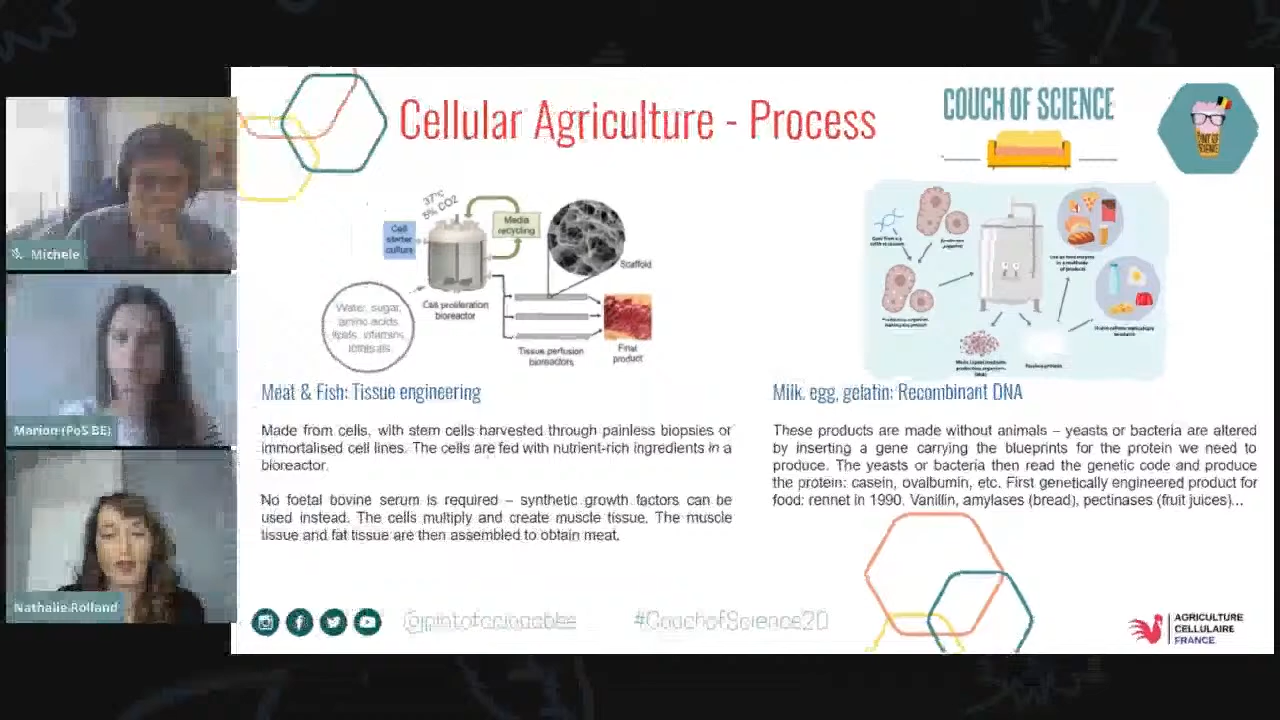 Cellular Agriculture - Process
COUCH OF SCIENCE
37°C
5% CO2
Cell
starter
culture
Media
recycling
Scaffold
Water, sugar,
amino acids,
lipids, vitamins,
Cell proliferation
bioreactor
Tissue perfusion
bioreactors
Final
product
Michele
Marion (PoS BE)
Nathalie Rolland
Meat & Fish: Tissue engineering
Made from cells, with stem cells harvested through painless biopsies or
immortalised cell lines. The cells are fed with nutrient-rich ingredients in a
bioreactor.
No foetal bovine serum is required – synthetic growth factors can be
used instead. The cells multiply and create muscle tissue. The muscle
tissue and fat tissue are then assembled to obtain meat.
Milk, egg, gelatin: Recombinant DNA
These products are made without animals – yeasts or bacteria are altered
by inserting a gene carrying the blueprints for the protein we need to
produce. The yeasts or bacteria then read the genetic code and produce
the protein: casein, ovalbumin, etc. First genetically engineered product for
food: rennet in 1990. Vanillin, amylases (bread), pectinases (fruit juices)...
#CouchofScience20
AGRICULTURE
CELLULAIRE
FRANCE